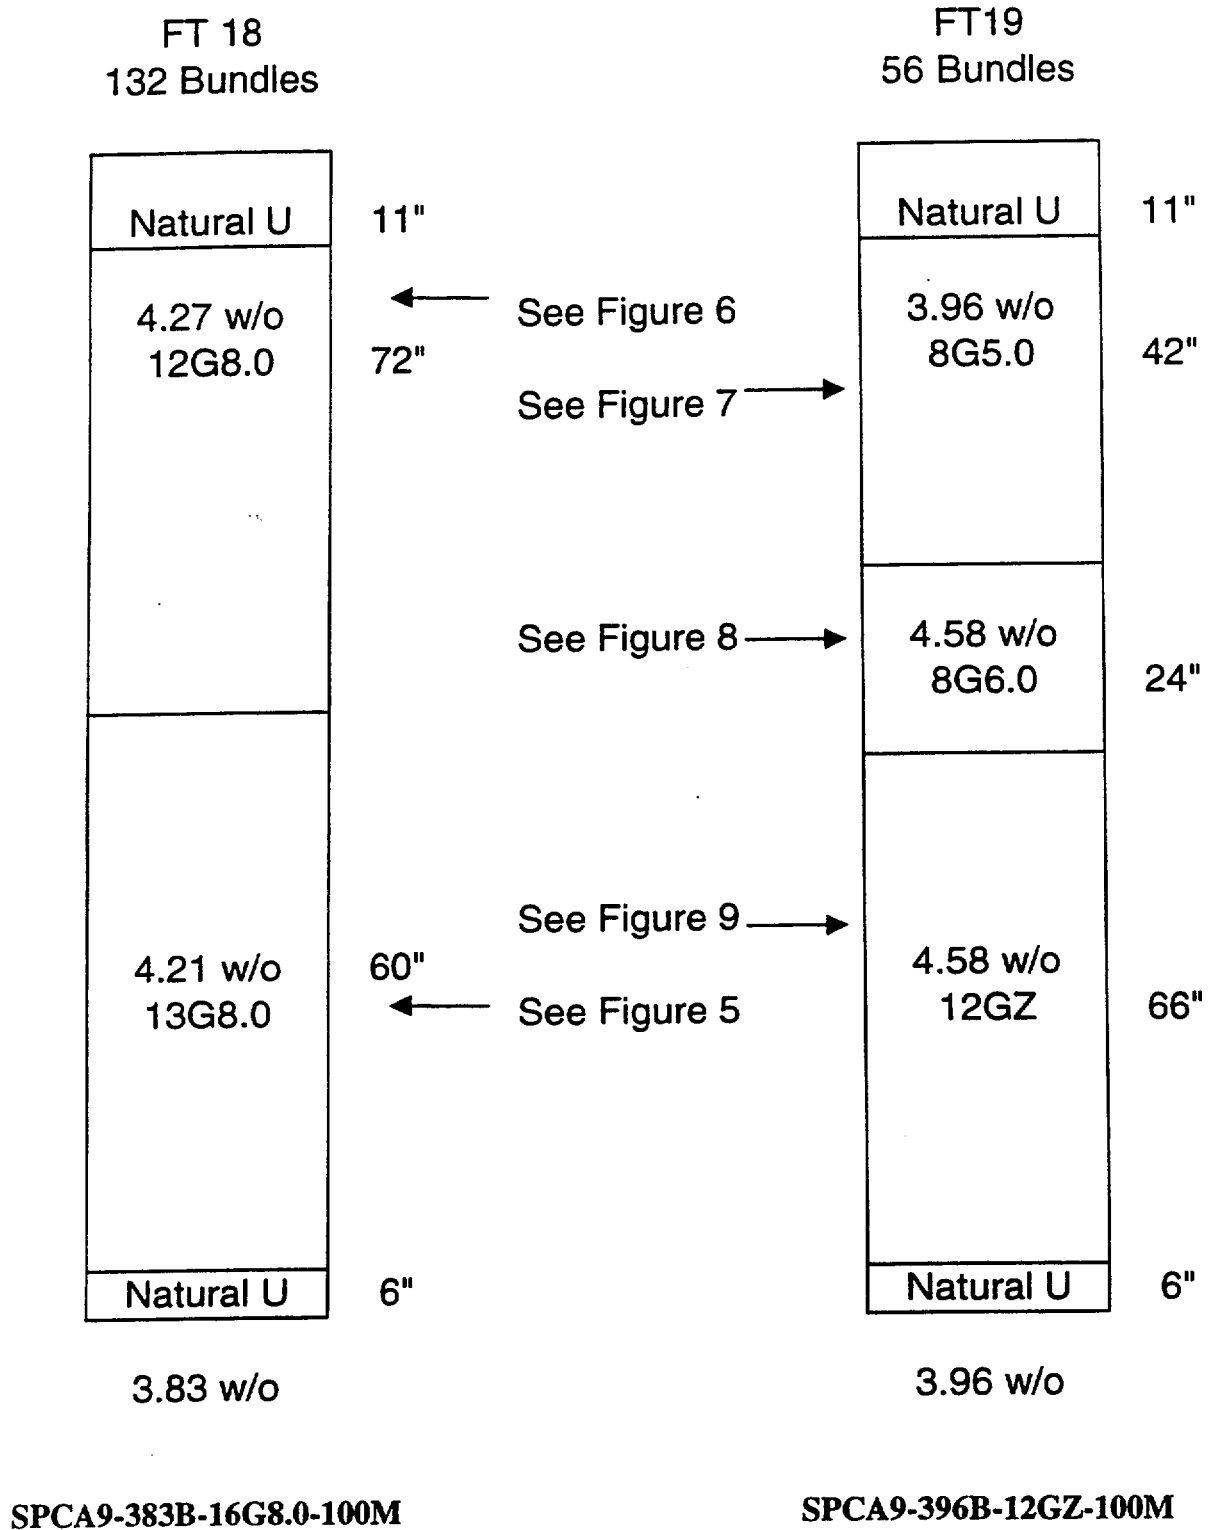 FT 18
132 Bundles
FT19
56 Bundles
Natural U
11"
Natural U
11"
4.27 w/o
12G8.0
72"
See Figure 6
See Figure 7
3.96 w/o
8G5.0
42"
See Figure 8
4.58 w/o
8G6.0
24"
See Figure 9
4.21 w/o
13G8.0
60"
See Figure 5
4.58 w/o
12GZ
66"
Natural U
6"
Natural U
6"
3.83 w/o
3.96 w/o
SPCA9-383B-16G8.0-100M
SPCA9-396B-12GZ-100M